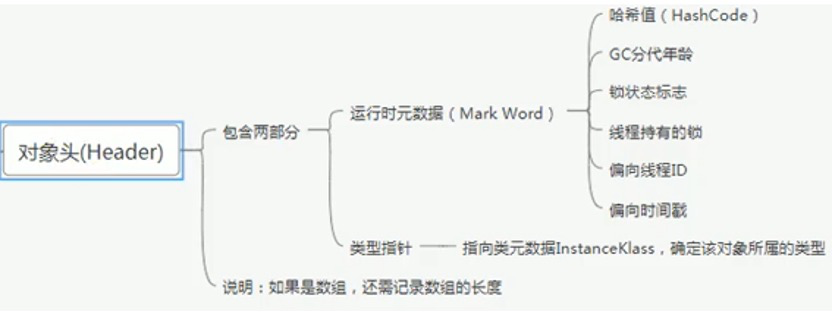 对象头(Header)
包含两部分
运行时元数据（Mark Word）
哈希值（HashCode）
GC分代年龄
锁状态标志
线程持有的锁
偏向线程ID
偏向时间戳
类型指针
指向类元数据InstanceKlass，确定该对象所属的类型
说明：如果是数组，还需记录数组的长度